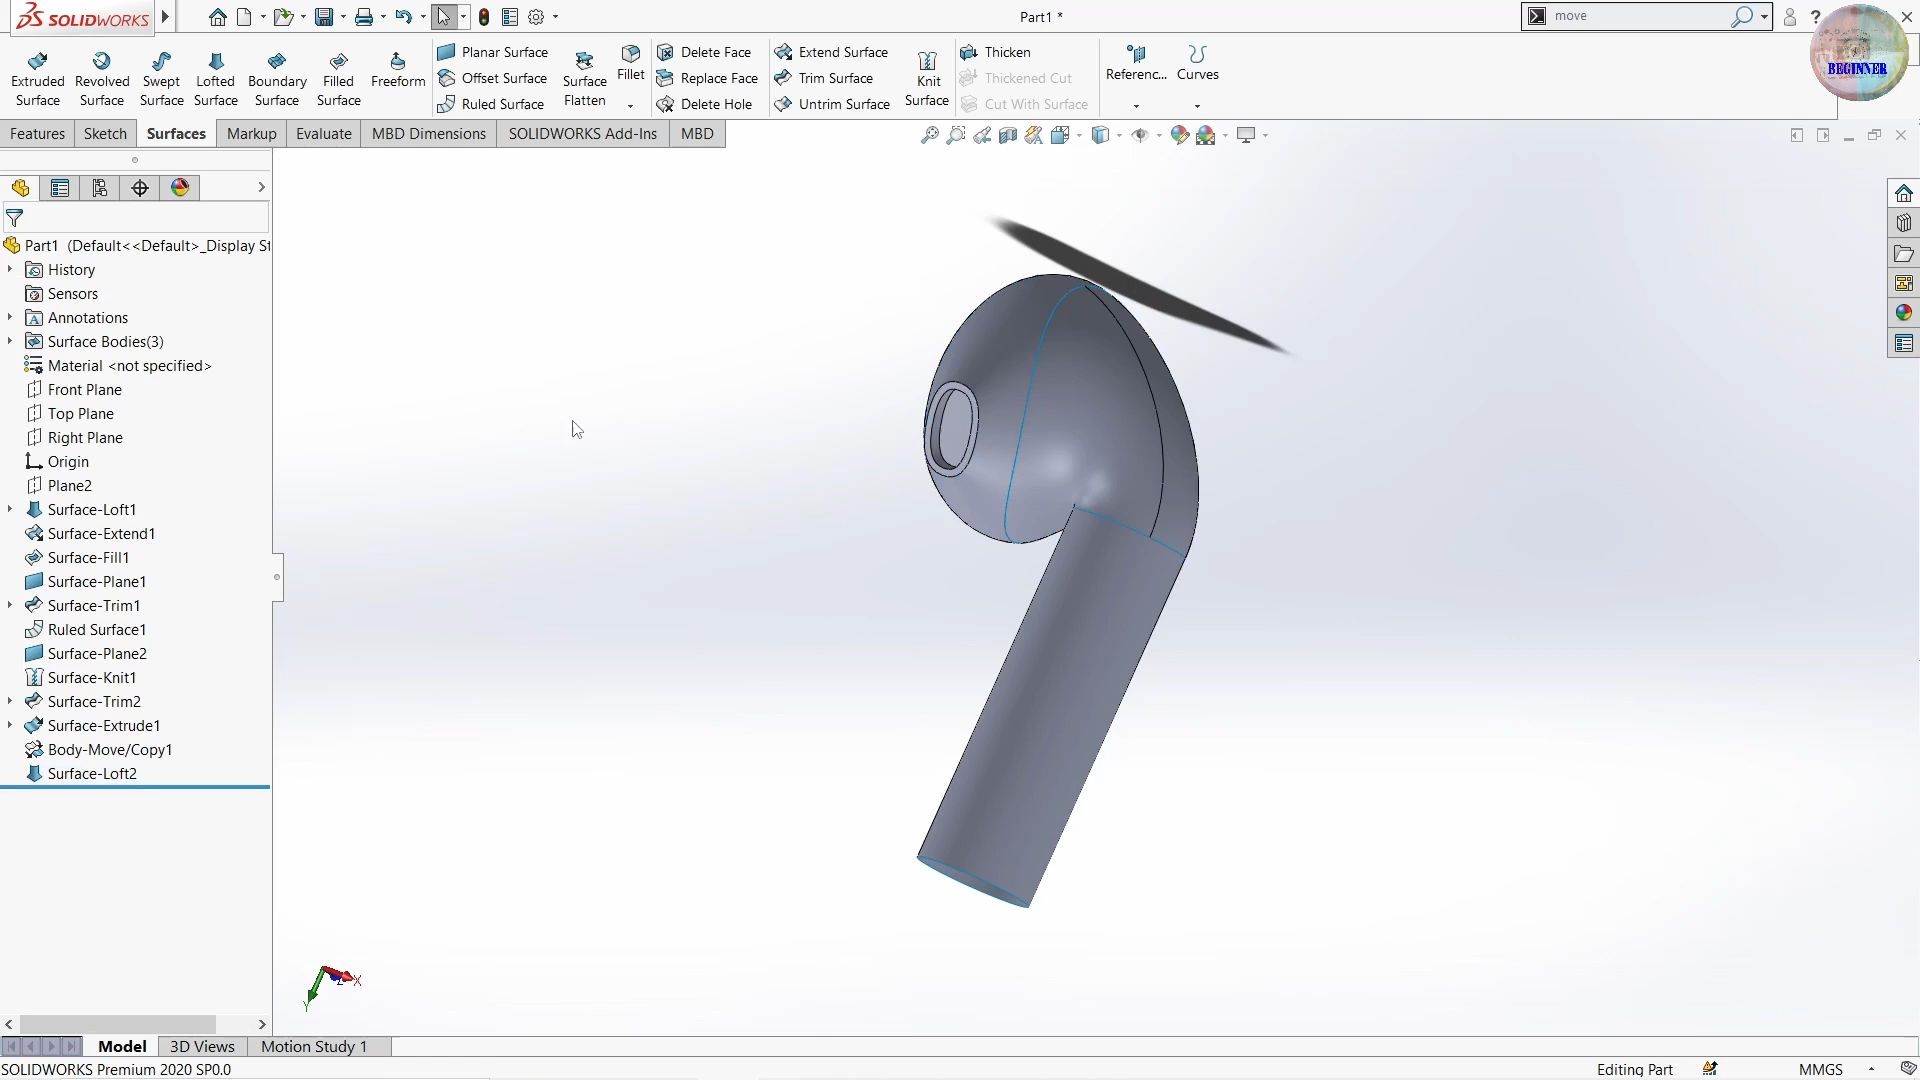 SOLIDWORKS
Part1 *
move
?
BEGINNER
Extruded Surface
Revolved Surface
Swept Surface
Lofted Surface
Boundary Surface
Filled Surface
Freeform
Planar Surface
Offset Surface
Ruled Surface
Surface Flatten
Fillet
Delete Face
Replace Face
Delete Hole
Extend Surface
Trim Surface
Untrim Surface
Knit Surface
Thicken
Thickened Cut
Cut With Surface
Referenc...
Curves
Features Sketch Surfaces Markup Evaluate MBD Dimensions SOLIDWORKS Add-Ins MBD
Part1 (Default<<Default>_Display St
History
Sensors
Annotations
Surface Bodies(3)
Material <not specified>
Front Plane
Top Plane
Right Plane
Origin
Plane2
Surface-Loft1
Surface-Extend1
Surface-Fill1
Surface-Plane1
Surface-Trim1
Ruled Surface1
Surface-Plane2
Surface-Knit1
Surface-Trim2
Surface-Extrude1
Body-Move/Copy1
Surface-Loft2
X
Y
Z
Model 3D Views Motion Study 1
SOLIDWORKS Premium 2020 SP0.0
Editing Part
MMGS